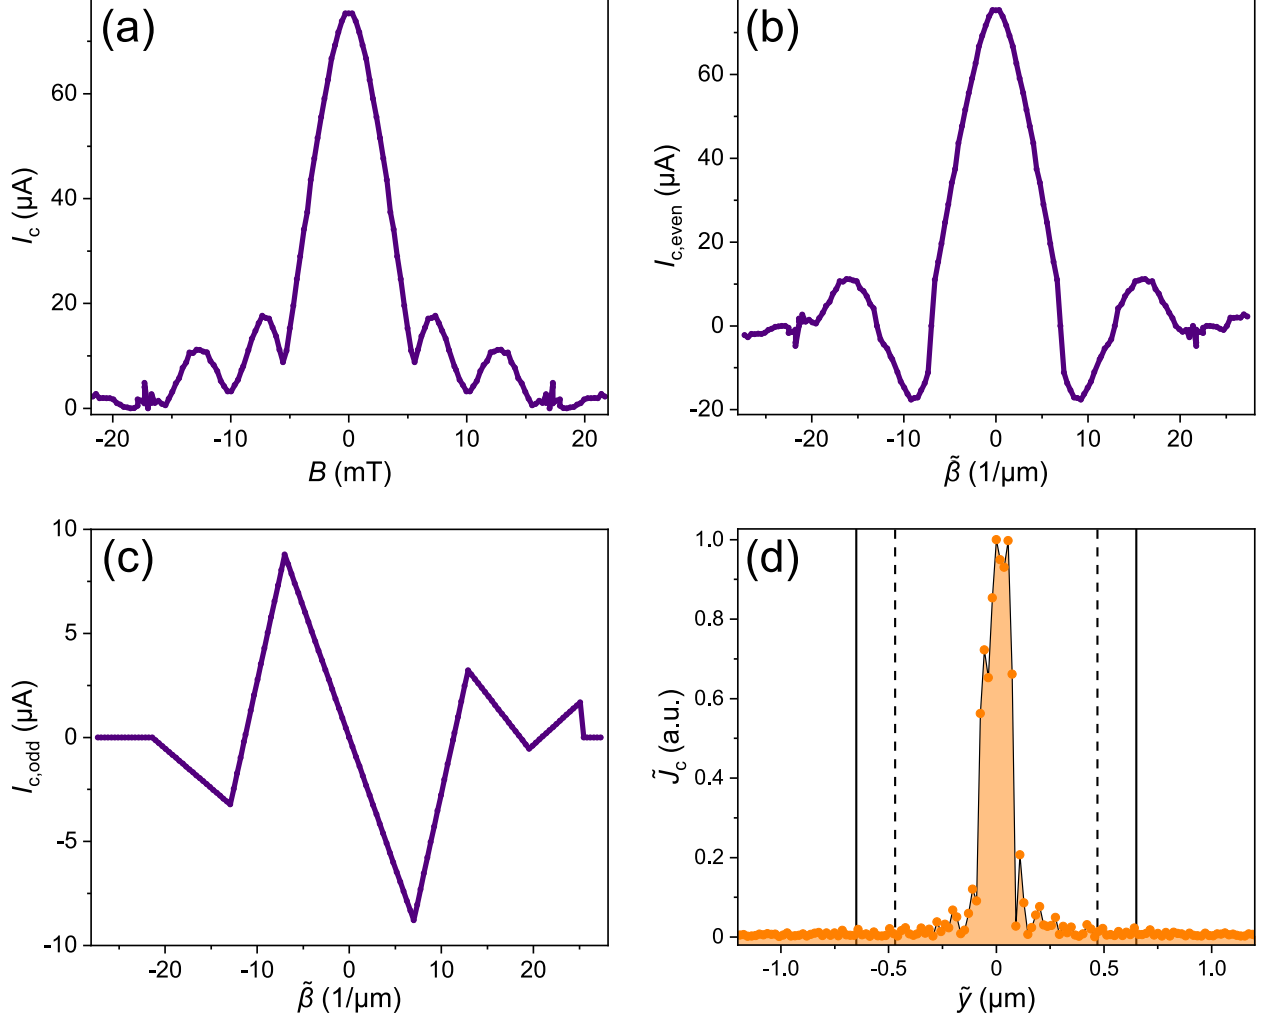 (a)
60
40
20
0
I_c (µA)
-20 -10 0 10 20
B (mT)
(b)
60
40
20
0
-20
I_c,even (µA)
-20 -10 0 10 20
β̃ (1/µm)
(c)
10
5
0
-5
-10
I_c,odd (µA)
-20 -10 0 10 20
β̃ (1/µm)
(d)
1.0
0.8
0.6
0.4
0.2
0
J̃_c (a.u.)
-1.0 -0.5 0 0.5 1.0
ỹ (µm)